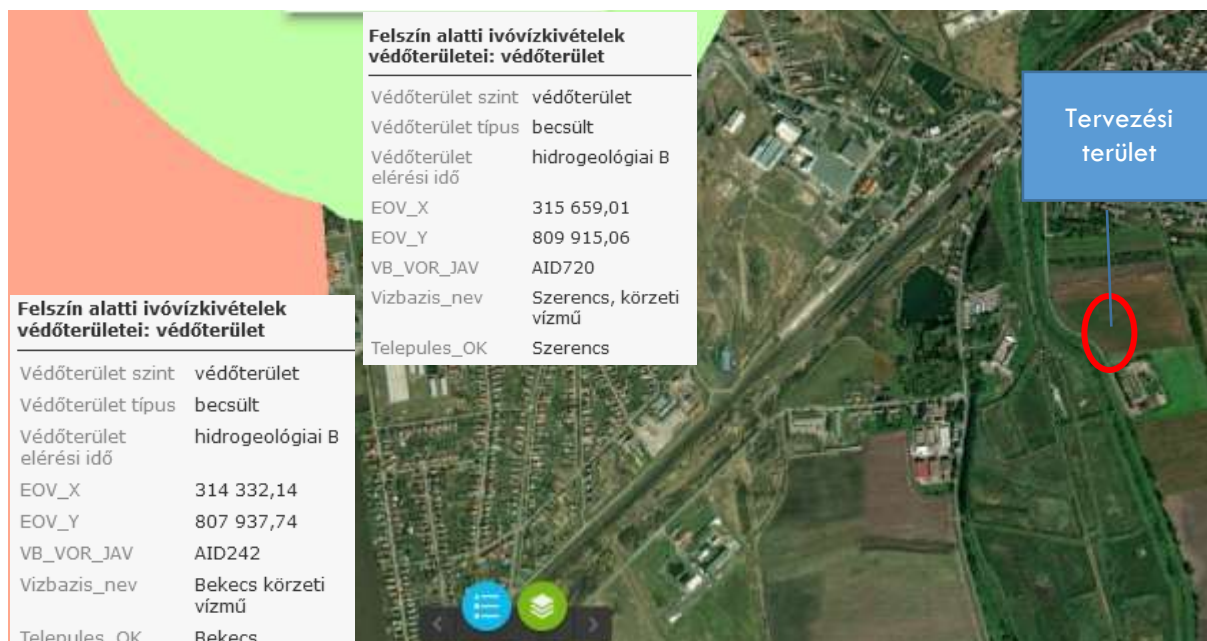 Felszín alatti ivóvízkivételek
védőterületei: védőterület
Védőterület szint védőterület
Védőterület típus becsült
Védőterület hidrogeológiai B
elérési idő
EOV_X 315 659,01
EOV_Y 809 915,06
VB_VOR_JAV AID720
Vizbazis_nev Szerencs, körzeti
vízmű
Telepules_OK Szerencs
Tervezési
terület
Felszín alatti ivóvízkivételek
védőterületei: védőterület
Védőterület szint védőterület
Védőterület típus becsült
Védőterület hidrogeológiai B
elérési idő
EOV_X 314 332,14
EOV_Y 807 937,74
VB_VOR_JAV AID242
Vizbazis_nev Bekecs körzeti
vízmű
Telepules_OK Bekecs